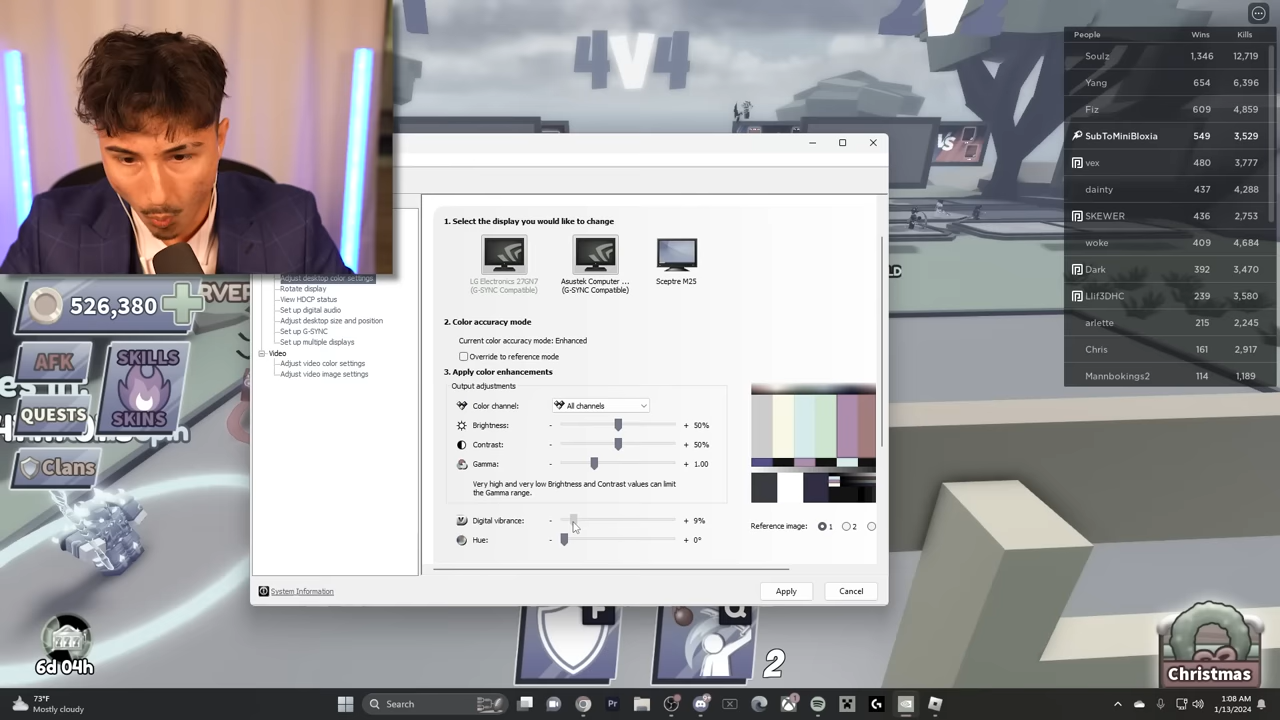 4V4
People Wins Kills
Soulz 1,346 12,719
Yang 654 6,396
Fiz 609 4,859
SubToMiniBloxia 549 3,529
vex 480 3,777
dainty 437 4,288
SKEWER 436 2,753
woke 409 4,684
Dark 392 3,470
239 3,580
arlette 215 2,245
Chris 161 2,917
Mannbokings2 114 1,189
VS
1. Select the display you would like to change
LG Electronics 27GN7
(G-SYNC Compatible)
Asustek Computer ...
(G-SYNC Compatible)
Sceptre M25
2. Color accuracy mode
Current color accuracy mode: Enhanced
Override to reference mode
3. Apply color enhancements
Output adjustments
Color channel: All channels
Brightness: - + 50%
Contrast: - + 50%
Gamma: - + 1.00
Very high and very low Brightness and Contrast values can limit
the Gamma range.
Digital vibrance: - + 9%
Hue: - + 0°
Reference image: 1 2
Adjust desktop color settings
Rotate display
View HDCP status
Set up digital audio
Adjust desktop size and position
Set up G-SYNC
Set up multiple displays
Video
Adjust video color settings
Adjust video image settings
System Information
Apply
Cancel
526,380
AFK
SKILLS
SKINS
QUESTS
Clans
6d 04h
F
Q
2
Christmas
73°F
Mostly cloudy
Search
Pr
1:08 AM
1/13/2024